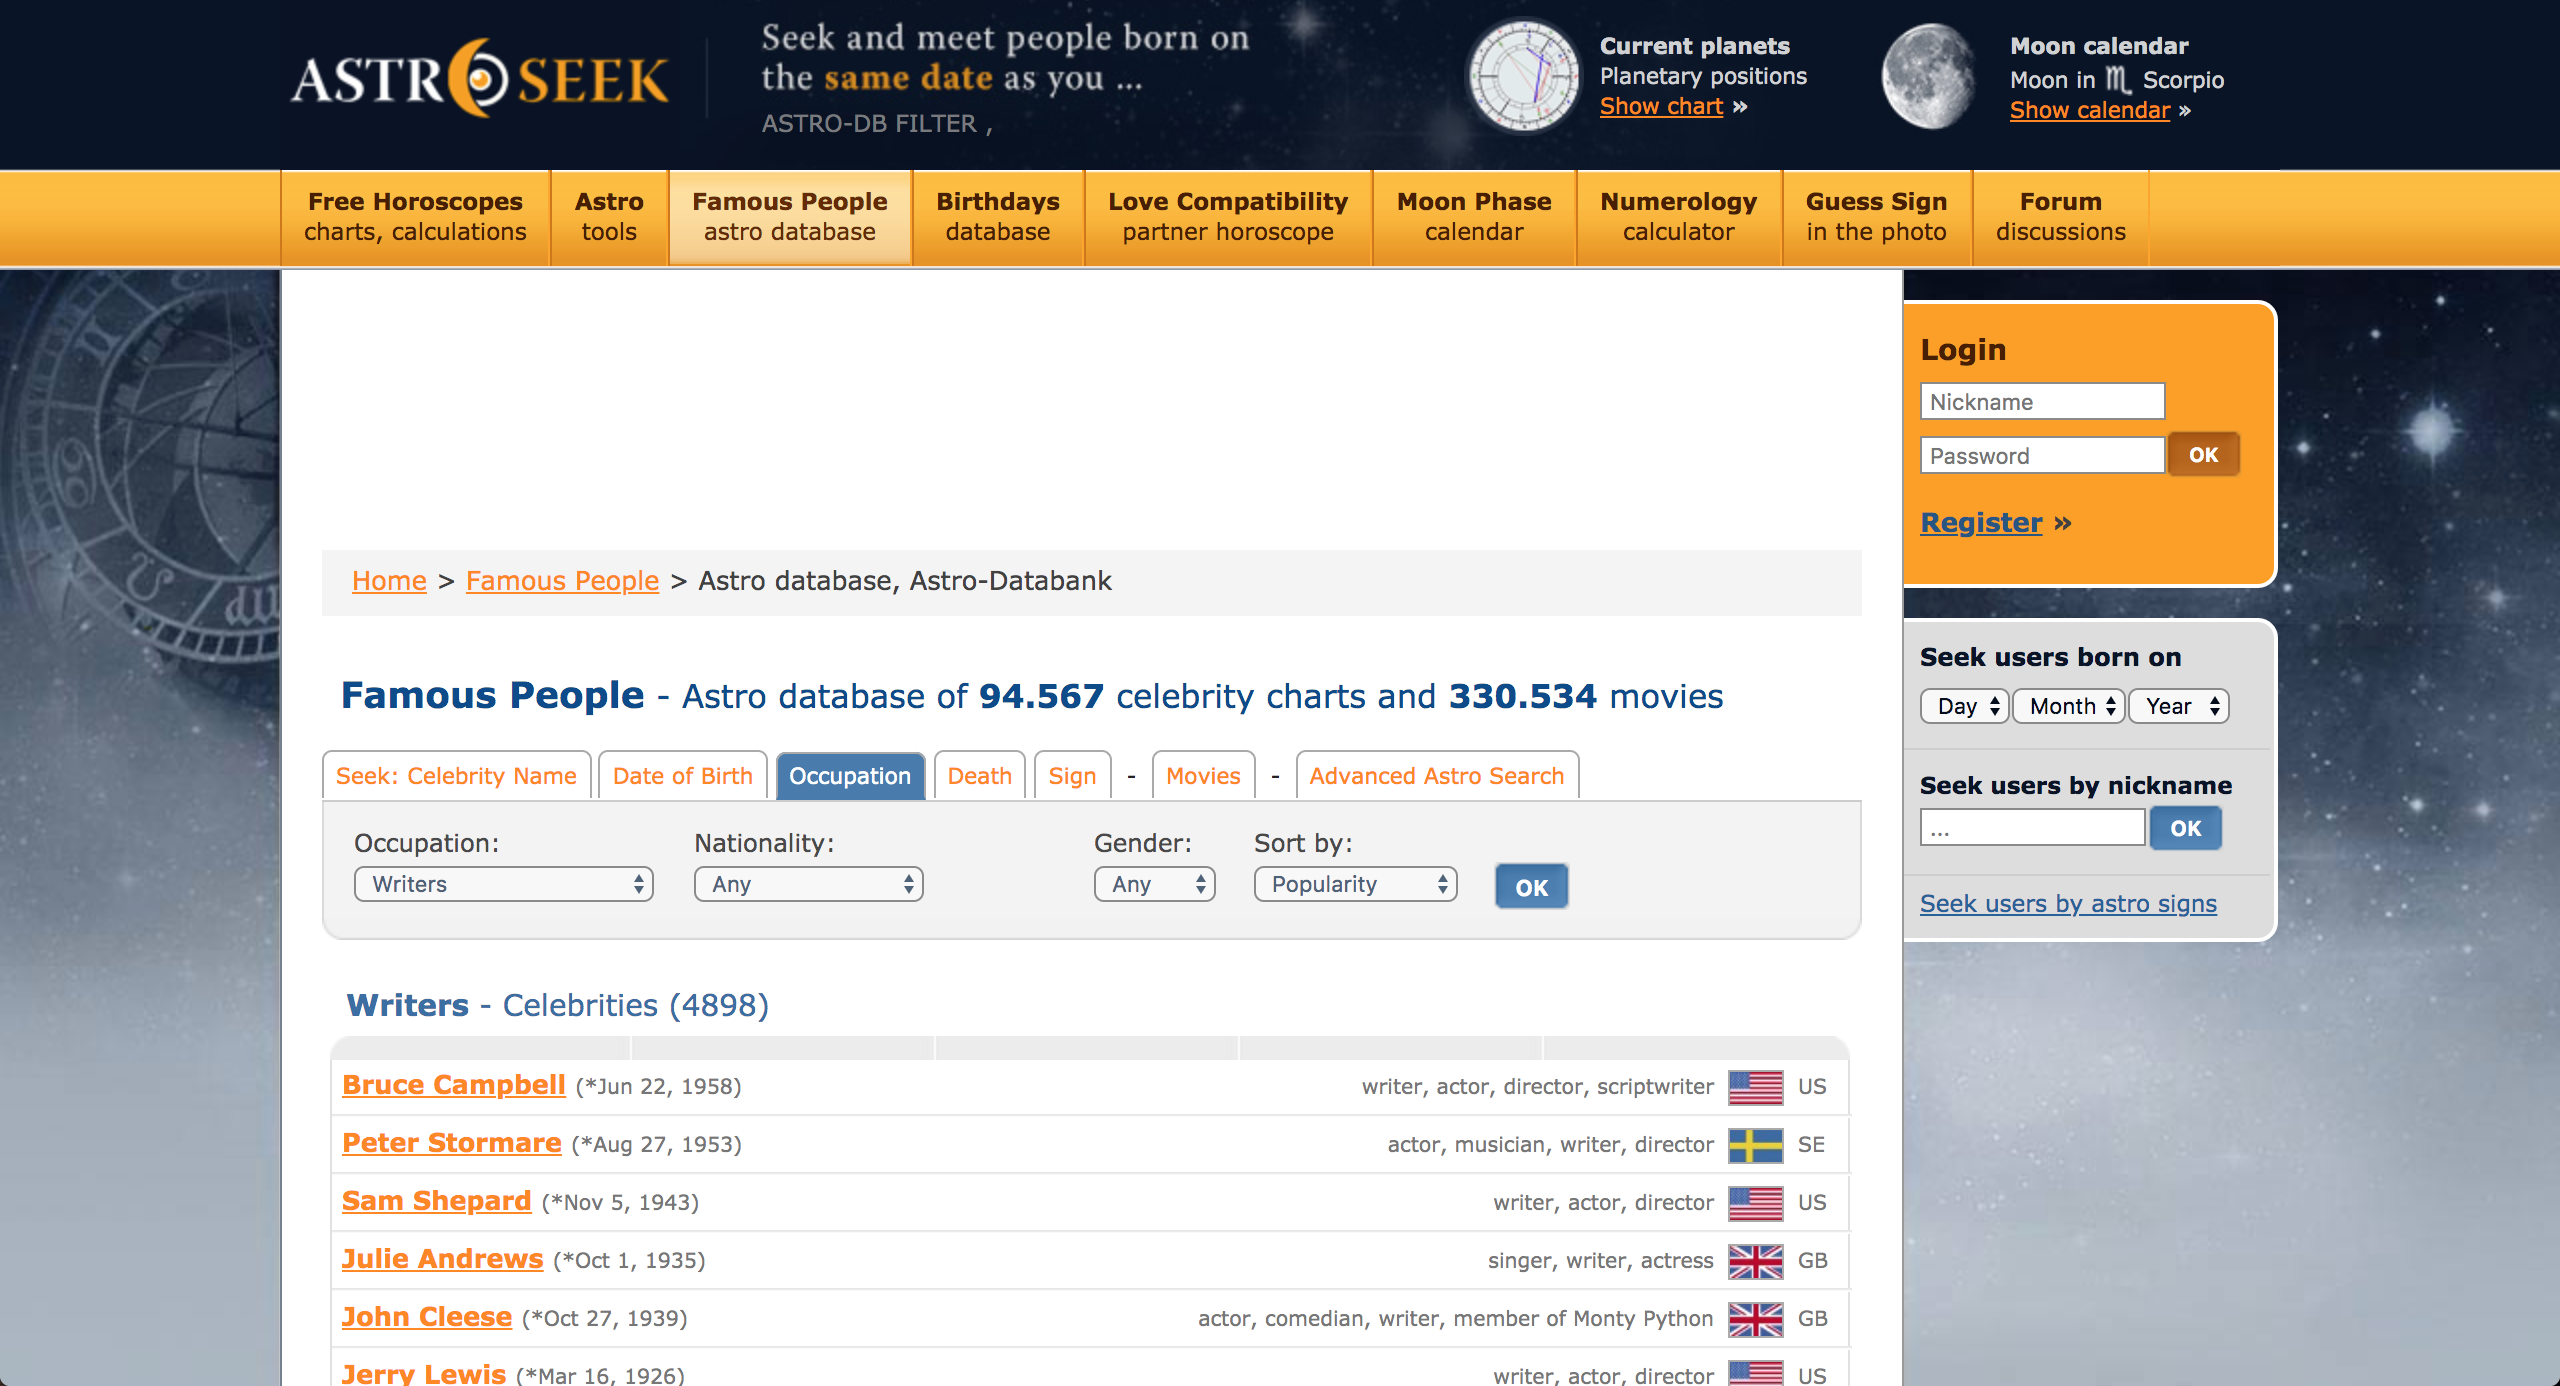 ASTROSEEK
Seek and meet people born on
the same date as you ...
ASTRO-DB FILTER ,
Current planets
Planetary positions
Show chart »
Moon calendar
Moon in ♏ Scorpio
Show calendar »
Free Horoscopes
charts, calculations
Astro
tools
Famous People
astro database
Birthdays
database
Love Compatibility
partner horoscope
Moon Phase
calendar
Numerology
calculator
Guess Sign
in the photo
Forum
discussions
Login
Nickname
Password
OK
Register »
Home > Famous People > Astro database, Astro-Databank
Famous People - Astro database of 94.567 celebrity charts and 330.534 movies
Seek: Celebrity Name
Date of Birth
Occupation
Death
Sign
-
Movies
-
Advanced Astro Search
Occupation:
Nationality:
Gender:
Sort by:
Writers
Any
Any
Popularity
OK
Seek users born on
Day
Month
Year
Seek users by nickname
...
OK
Seek users by astro signs
Writers - Celebrities (4898)
Bruce Campbell (*Jun 22, 1958) writer, actor, director, scriptwriter US
Peter Stormare (*Aug 27, 1953) actor, musician, writer, director SE
Sam Shepard (*Nov 5, 1943) writer, actor, director US
Julie Andrews (*Oct 1, 1935) singer, writer, actress GB
John Cleese (*Oct 27, 1939) actor, comedian, writer, member of Monty Python GB
Jerry Lewis (*Mar 16, 1926) writer, actor, director US